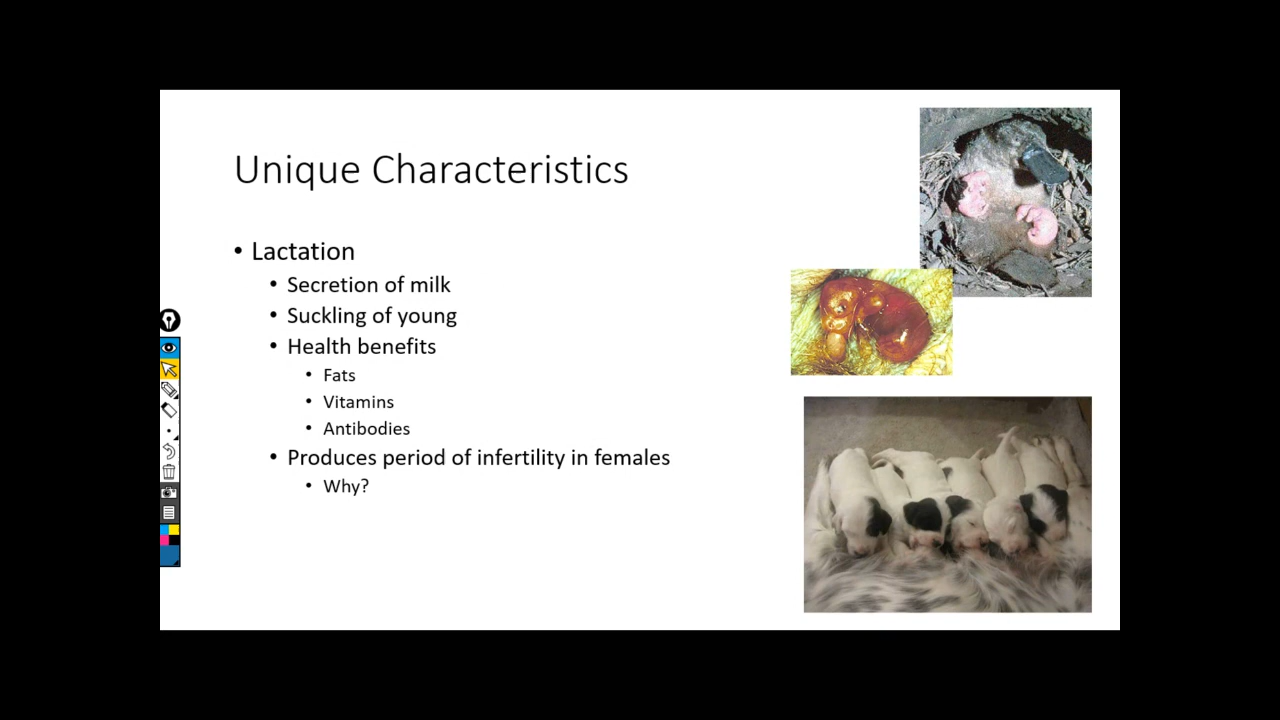 Unique Characteristics
• Lactation
• Secretion of milk
• Suckling of young
• Health benefits
• Fats
• Vitamins
• Antibodies
• Produces period of infertility in females
• Why?